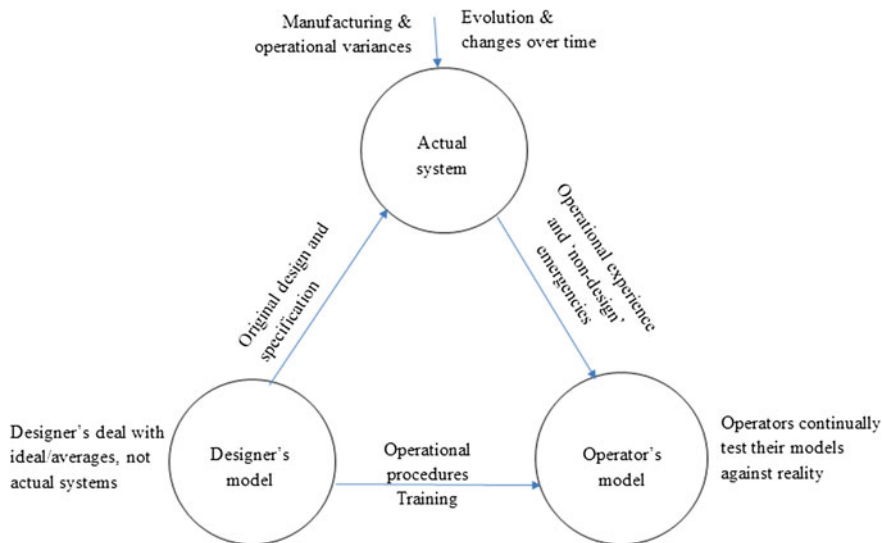 Manufacturing &
operational variances
Evolution &
changes over time
Actual
system
Original design and
specification
Operational experience
and 'non-design'
emergencies
Designer's deal with
ideal/averages, not
actual systems
Designer's
model
Operational
procedures
Training
Operator's
model
Operators continually
test their models
against reality